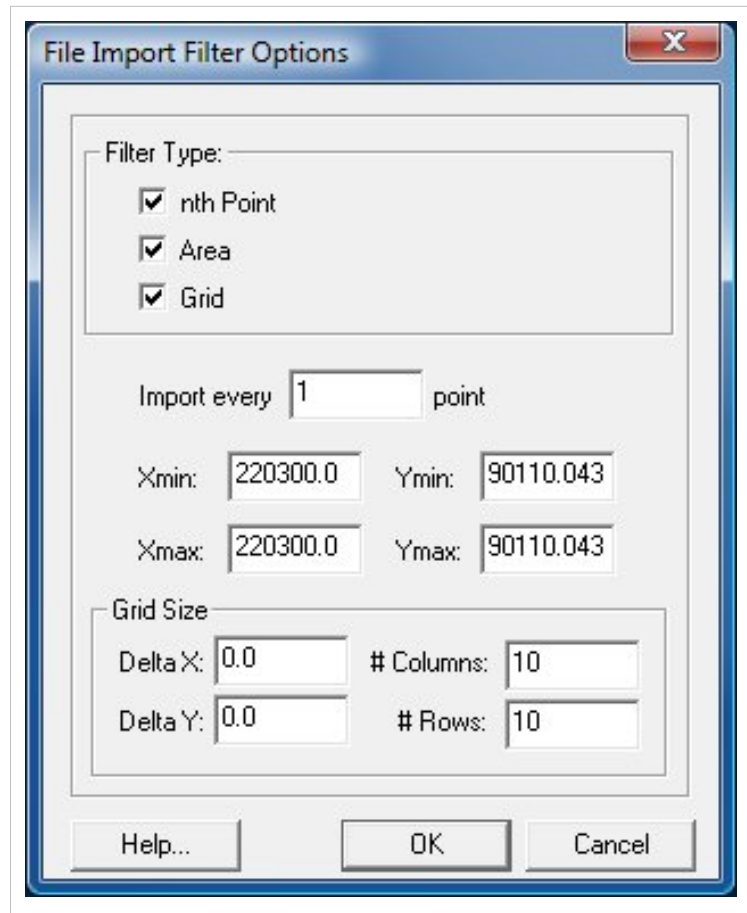 File Import Filter Options
Filter Type:
nth Point
Area
Grid
Import every 1 point
Xmin: 220300.0 Ymin: 90110.043
Xmax: 220300.0 Ymax: 90110.043
Grid Size
Delta X: 0.0 # Columns: 10
Delta Y: 0.0 # Rows: 10
Help... OK Cancel